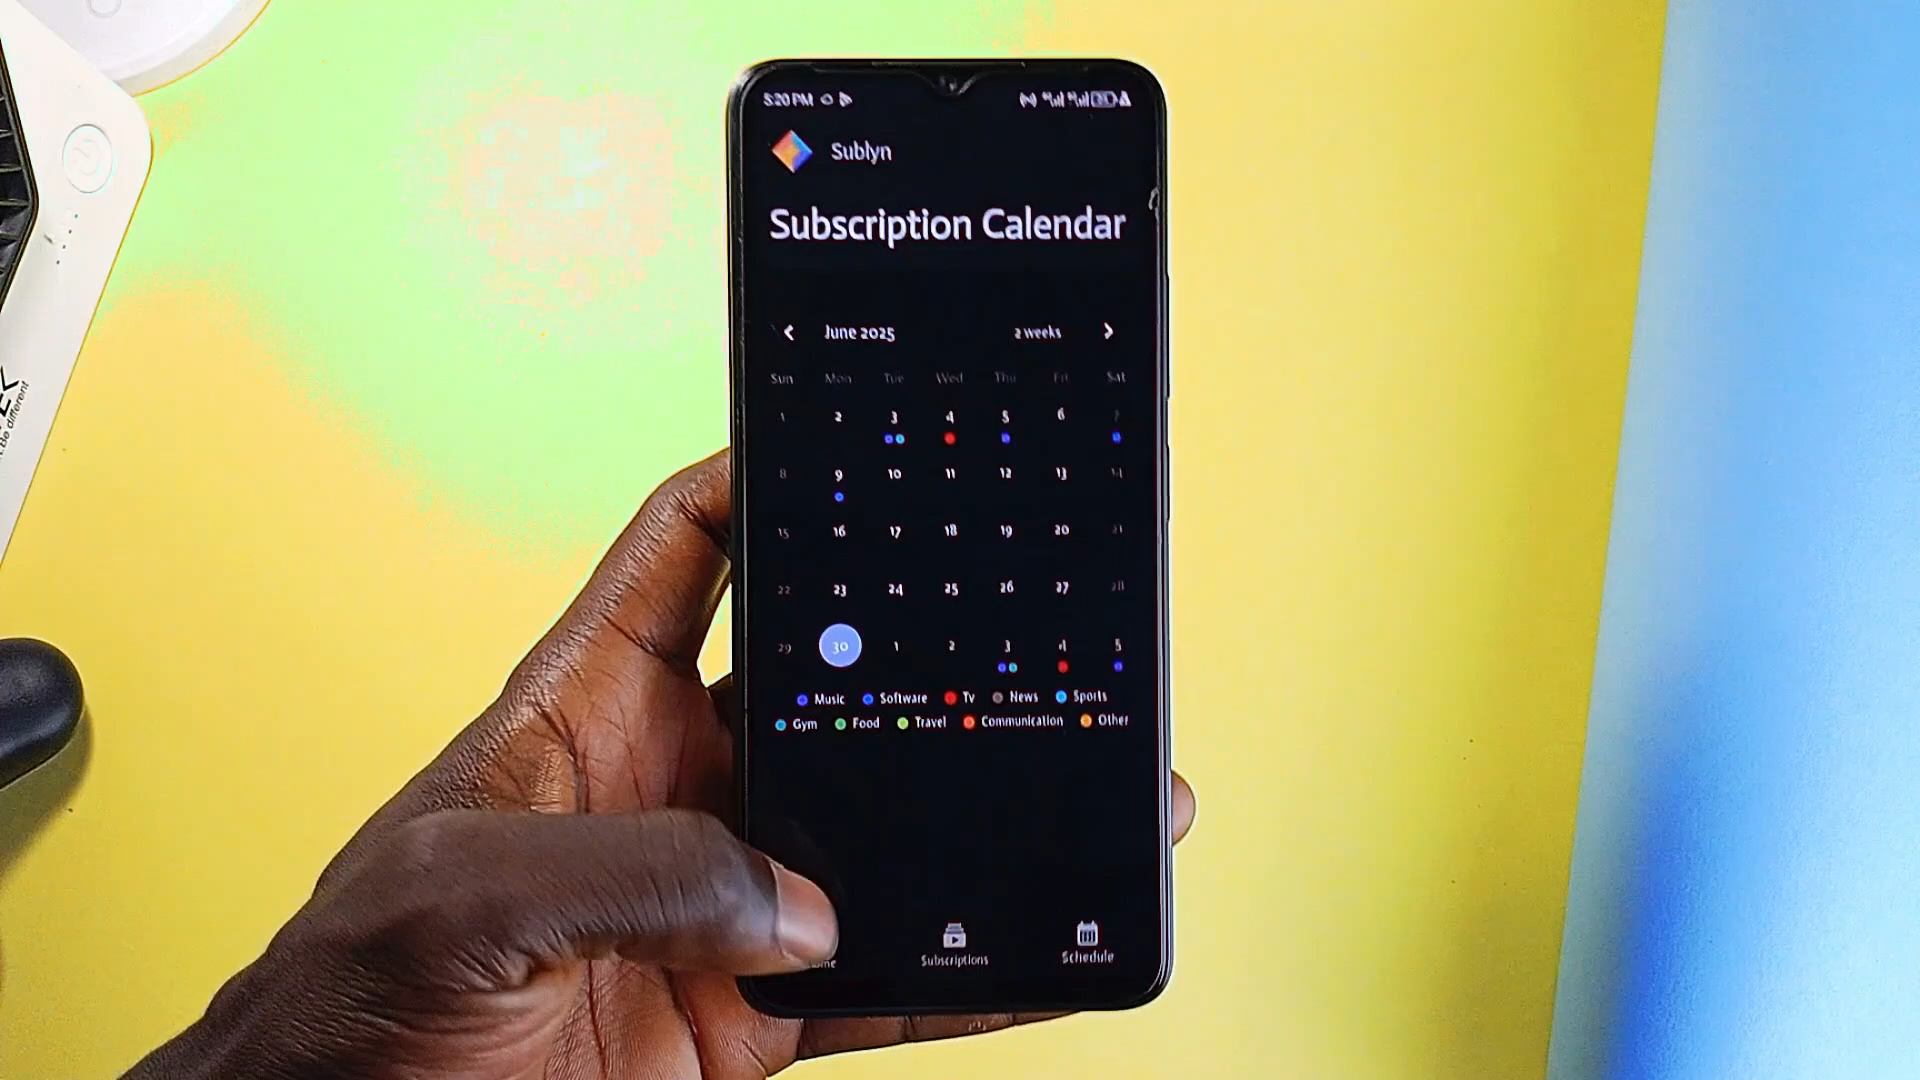 5:20 PM
Sublyn
Subscription Calendar
June 2025 2 weeks
Sun Mon Tue Wed Thu Fri Sat
1 2 3 4 5 6 7
8 9 10 11 12 13 14
15 16 17 18 19 20 21
22 23 24 25 26 27 28
29 30 1 2 3 4 5
Music Software Tv News Sports
Gym Food Travel Communication Other
Subscriptions Schedule
Be different